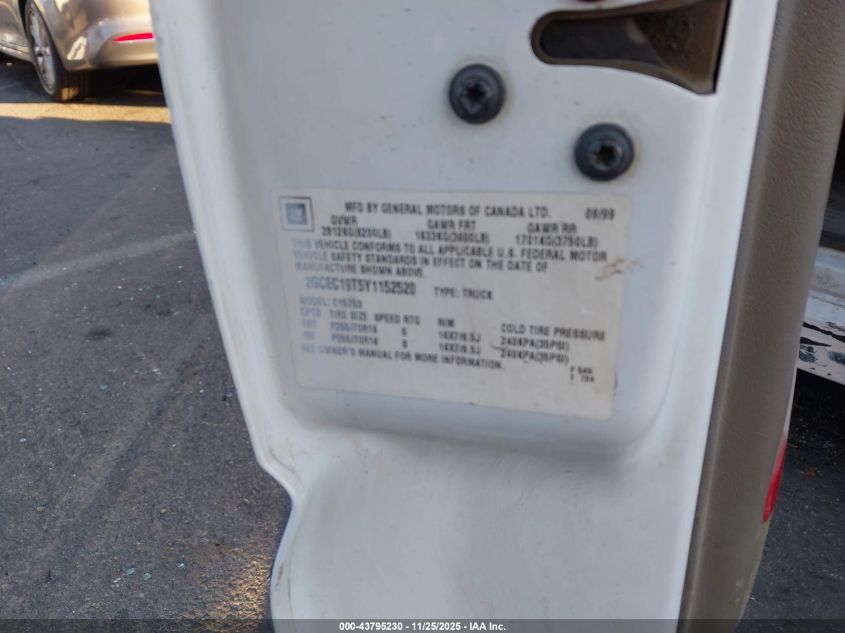 MFD BY GENERAL MOTORS OF CANADA LTD. 09/99
GVWR GAWR FRT GAWR RR
2812KG(6200LB) 1633KG(3600LB) 1701KG(3750LB)
THIS VEHICLE CONFORMS TO ALL APPLICABLE U.S. FEDERAL MOTOR
VEHICLE SAFETY STANDARDS IN EFFECT ON THE DATE OF
MANUFACTURE SHOWN ABOVE.
2GCEC19T5Y1152520 TYPE: TRUCK
MODEL: C15753
TIRE SIZE SPEED RTG RIM COLD TIRE PRESSURE
FRT P255/70R16 S 16X7/6.5J 240KPA(35PSI)
RR P255/70R16 S 16X7/6.5J 240KPA(35PSI)
SEE OWNER'S MANUAL FOR MORE INFORMATION.
000-43795230 - 11/25/2025 - IAA Inc.